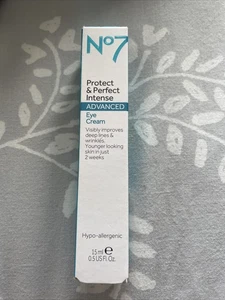 No7
Protect
& Perfect
Intense
ADVANCED
Eye
Cream
Visibly improves
deep lines &
wrinkles.
Younger looking
skin in just
2 weeks
Hypo-allergenic
15 ml e
0.5 US Fl. Oz.